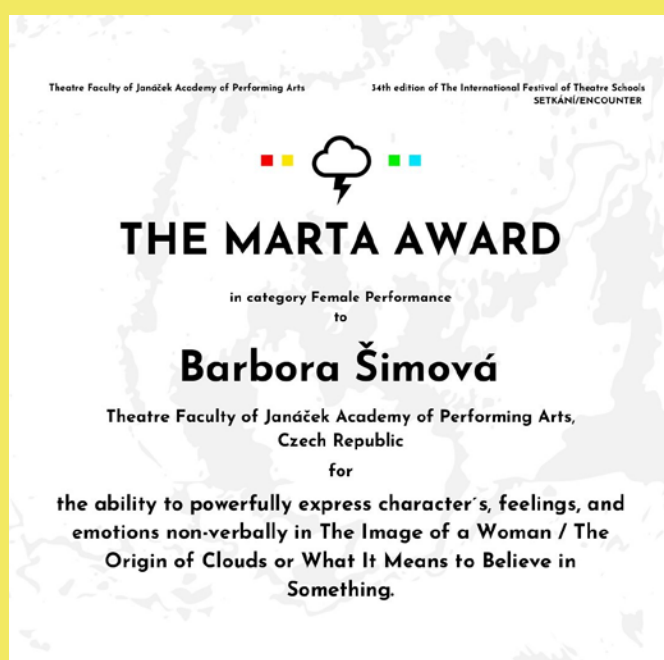 Theatre Faculty of Janáček Academy of Performing Arts
34th edition of The International Festival of Theatre Schools
SETKÁNÍ/ENCOUNTER
THE MARTA AWARD
in category Female Performance
to
Barbora Šimová
Theatre Faculty of Janáček Academy of Performing Arts,
Czech Republic
for
the ability to powerfully express character´s, feelings, and
emotions non-verbally in The Image of a Woman / The
Origin of Clouds or What It Means to Believe in
Something.